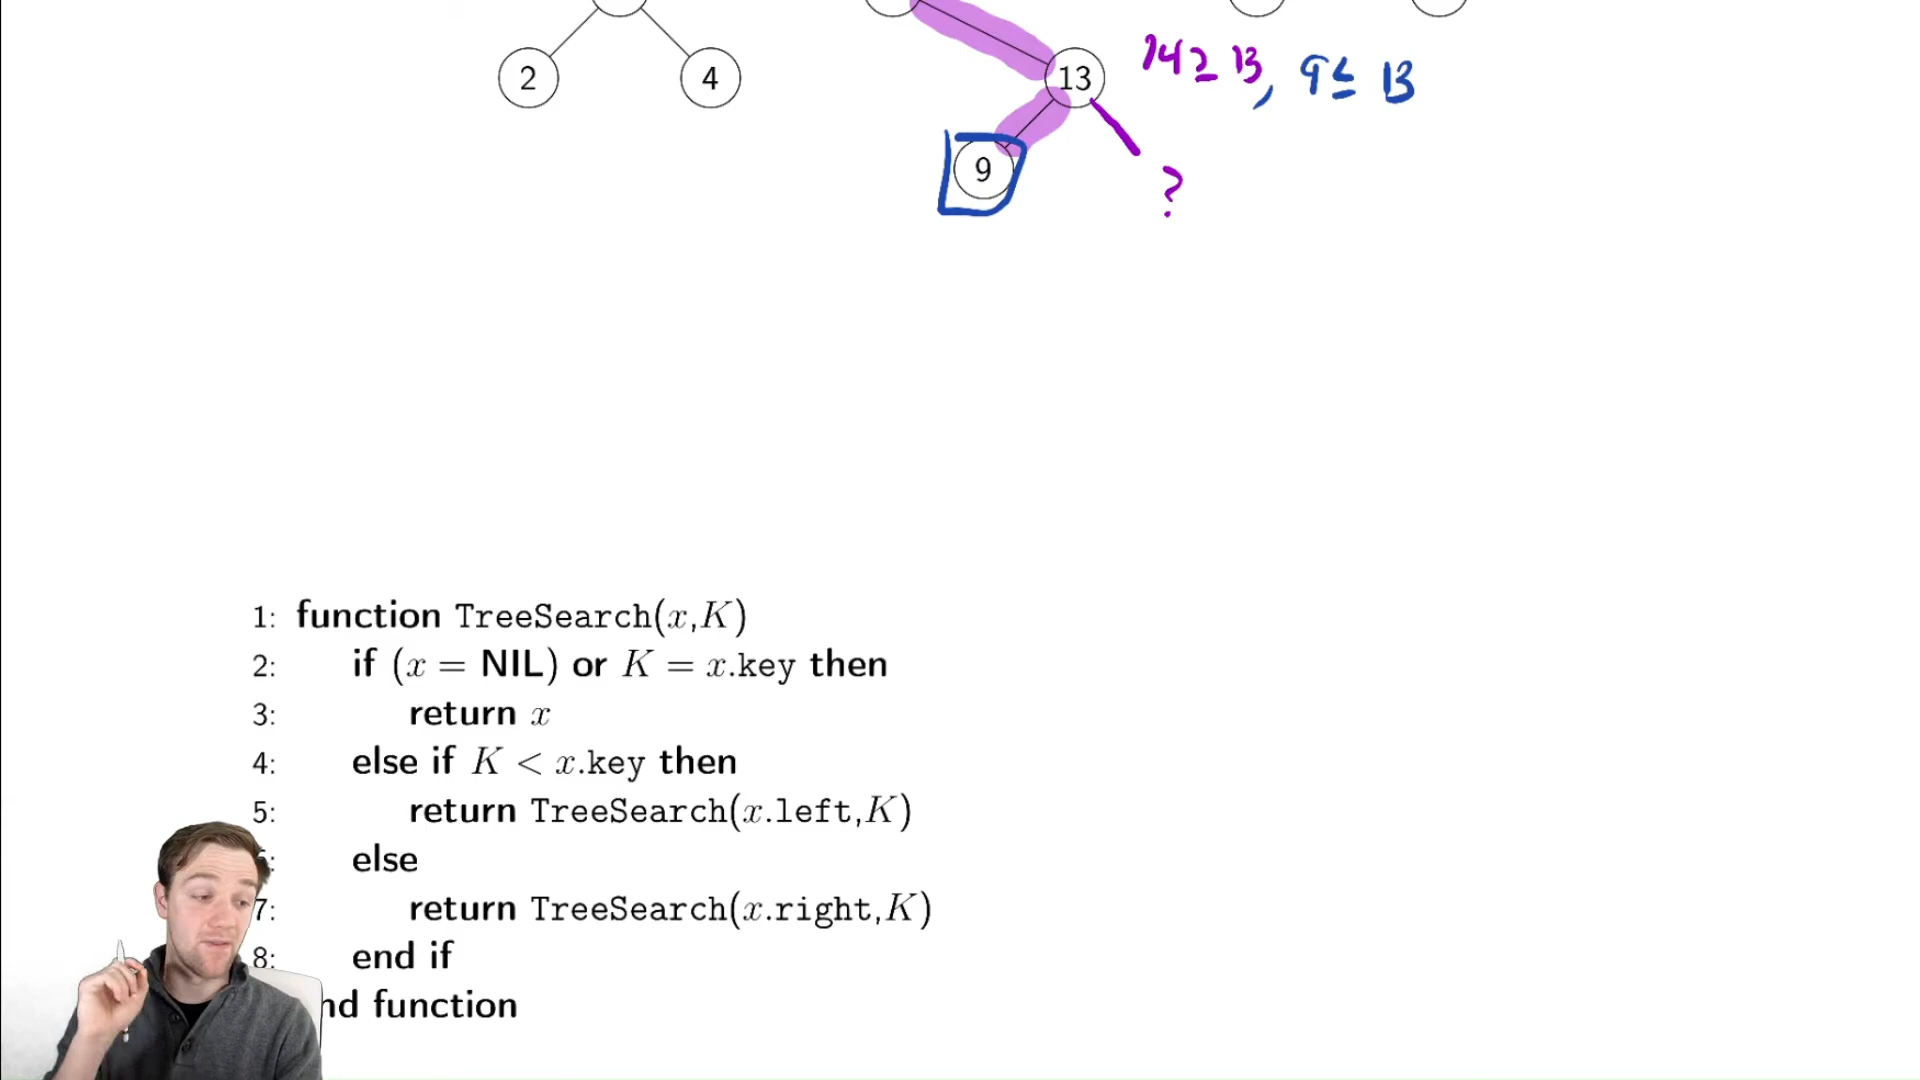 2
4
13
14 ≥ 13, 9 ≤ 13
9
?
1: function TreeSearch(x,K)
2: if (x = NIL) or K = x.key then
3: return x
4: else if K < x.key then
5: return TreeSearch(x.left,K)
else
7: return TreeSearch(x.right,K)
8: end if
nd function